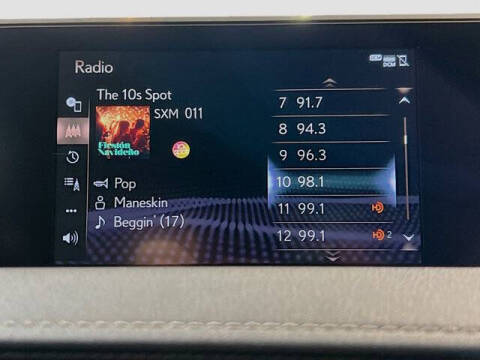 Radio
The 10s Spot
SXM 011
Fiestón
Navideño
Pop
Maneskin
Beggin' (17)
7 91.7
8 94.3
9 96.3
10 98.1
11 99.1
12 99.1 2
DCM